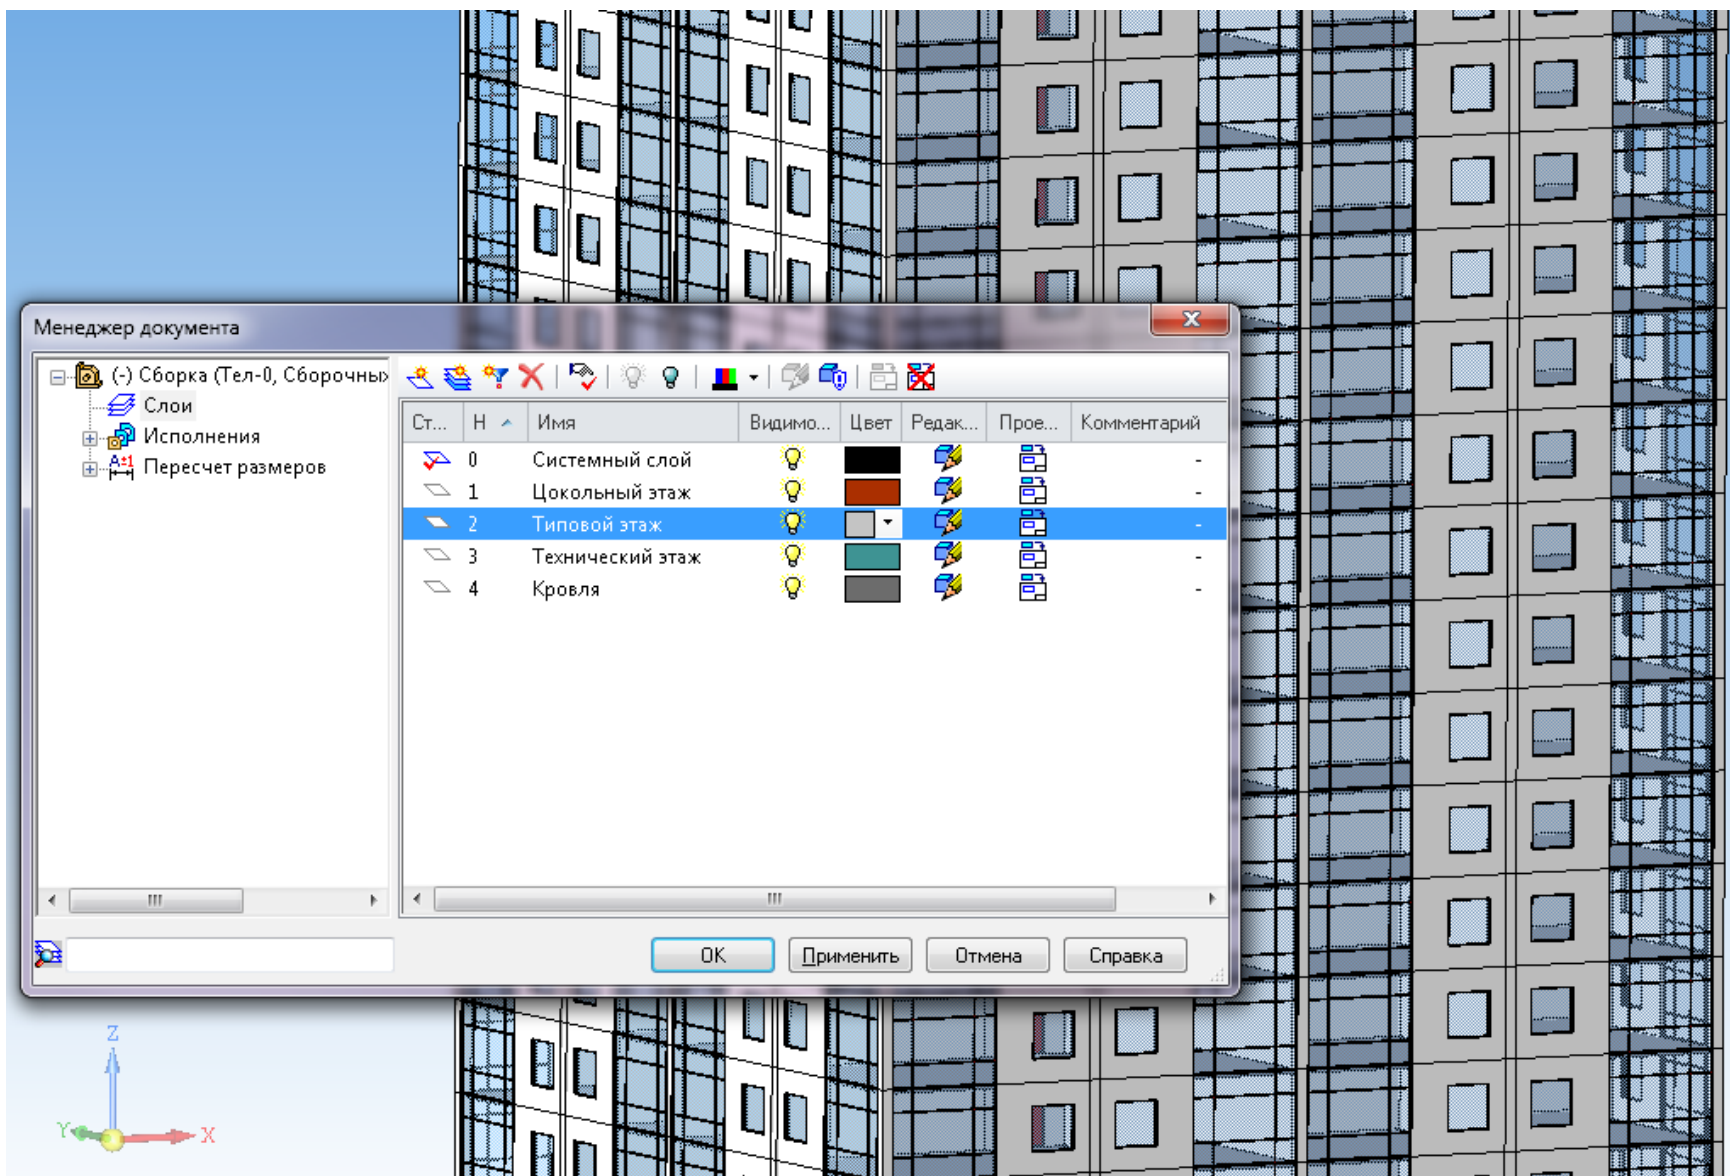 Менеджер документа
(-) Сборка (Тел-0, Сборочных
Слои
Исполнения
Пересчет размеров
Ст... Н Имя Видимо... Цвет Редак... Прое... Комментарий
0 Системный слой -
1 Цокольный этаж -
2 Типовой этаж -
3 Технический этаж -
4 Кровля -
ОК Применить Отмена Справка
Z
Y
X